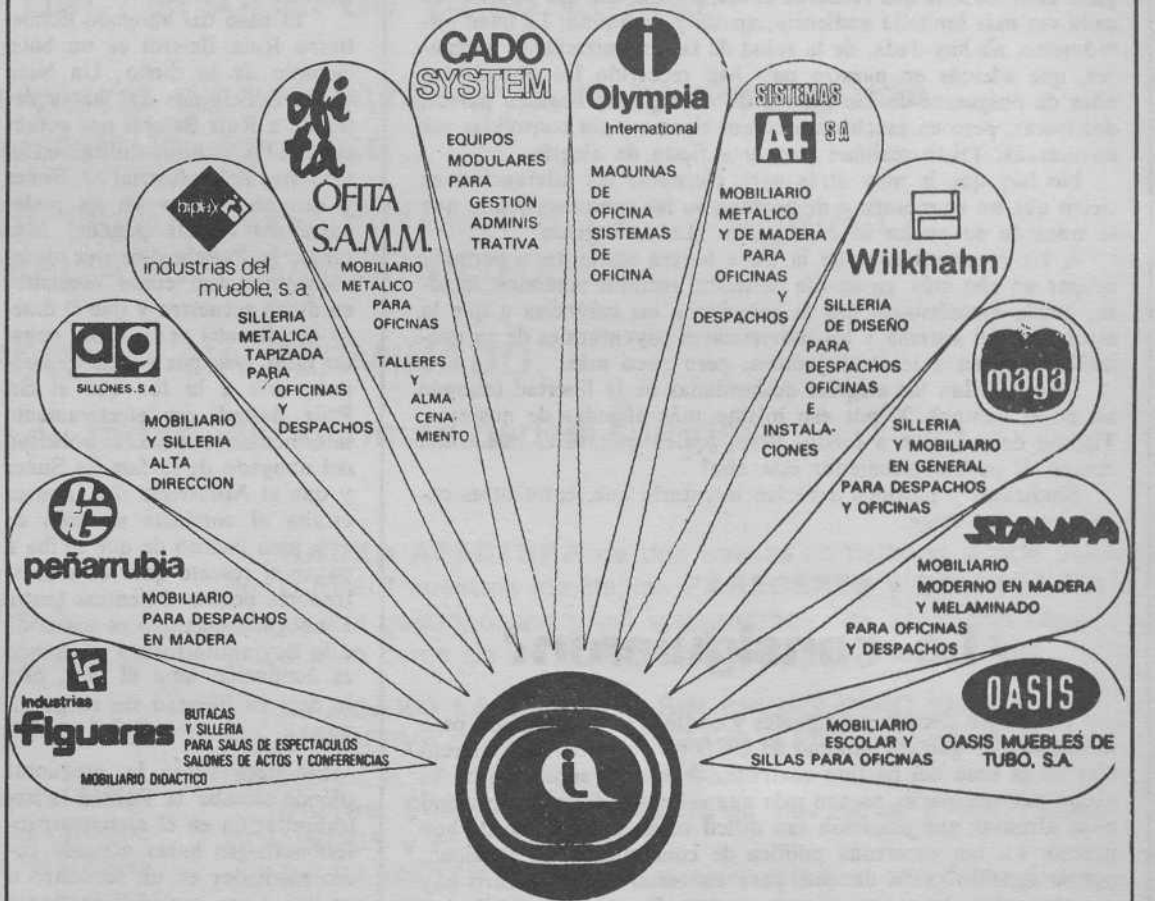 Industrias
figueras
BUTACAS
Y SILLERIA
PARA SALAS DE ESPECTACULOS
SALONES DE ACTOS Y CONFERENCIAS
MOBILIARIO DIDACTICO
peñarrubia
MOBILIARIO
PARA DESPACHOS
EN MADERA
ag
SILLONES. S A
MOBILIARIO
Y SILLERIA
ALTA
DIRECCION
industrias del
mueble, s.a.
SILLERIA
METALICA
TAPIZADA
PARA
OFICINAS
Y
DESPACHOS
ofita
OFITA
S.A.M.M.
MOBILIARIO
METALICO
PARA
OFICINAS
TALLERES
Y
ALMA
CENA-
MIENTO
CADO
SYSTEM
EQUIPOS
MODULARES
PARA
GESTION
ADMINIS
TRATIVA
Olympia
International
MAQUINAS
DE
OFICINA
SISTEMAS
DE
OFICINA
SISTEMAS
AF S A
MOBILIARIO
METALICO
Y DE MADERA
PARA
OFICINAS
Y
DESPACHOS
Wilkhahn
SILLERIA
DE DISEÑO
PARA
DESPACHOS
OFICINAS
E
INSTALA-
CIONES
maga
SILLERIA
Y MOBILIARIO
EN GENERAL
PARA DESPACHOS
Y OFICINAS
STAMPA
MOBILIARIO
MODERNO EN MADERA
Y MELAMINADO
PARA OFICINAS
Y DESPACHOS
OASIS
OASIS MUEBLES DE
TUBO, S.A.
MOBILIARIO
ESCOLAR Y
SILLAS PARA OFICINAS